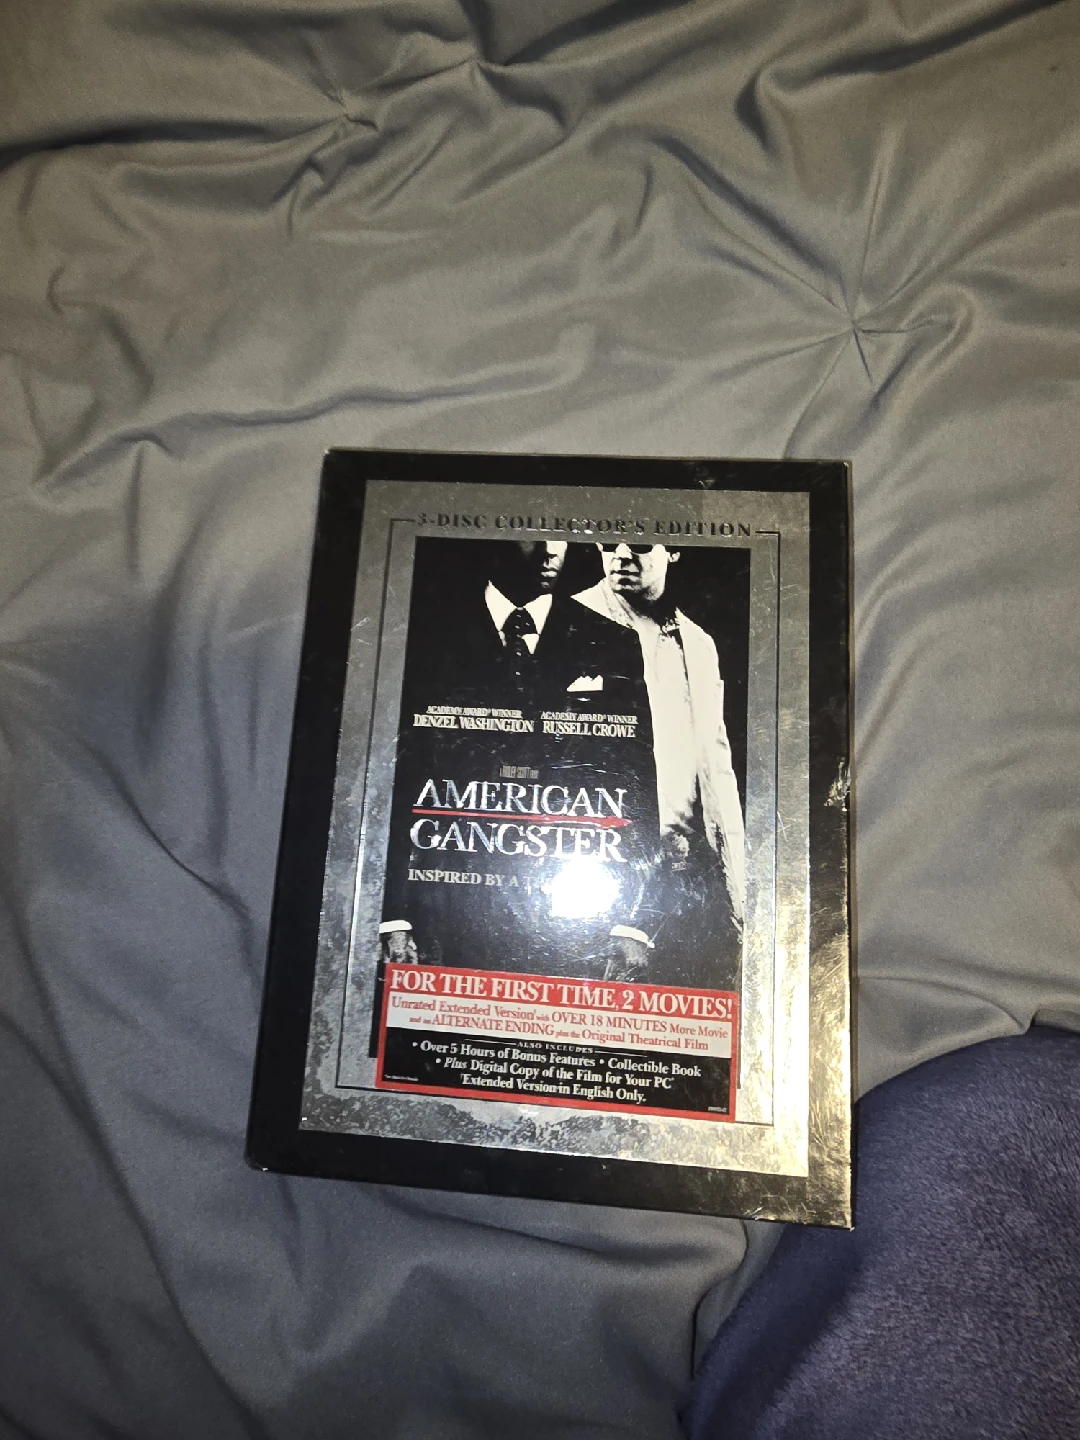 3-DISC COLLECTOR'S EDITION
ACADEMY AWARD® WINNER
DENZEL WASHINGTON
ACADEMY AWARD® WINNER
RUSSELL CROWE
AMERICAN
GANGSTER
INSPIRED BY A
FOR THE FIRST TIME, 2 MOVIES!
Unrated Extended Version* with OVER 18 MINUTES More Movie
and an ALTERNATE ENDING plus the Original Theatrical Film
ALSO INCLUDES
• Over 5 Hours of Bonus Features • Collectible Book
• Plus Digital Copy of the Film for Your PC*
*Extended Version in English Only.